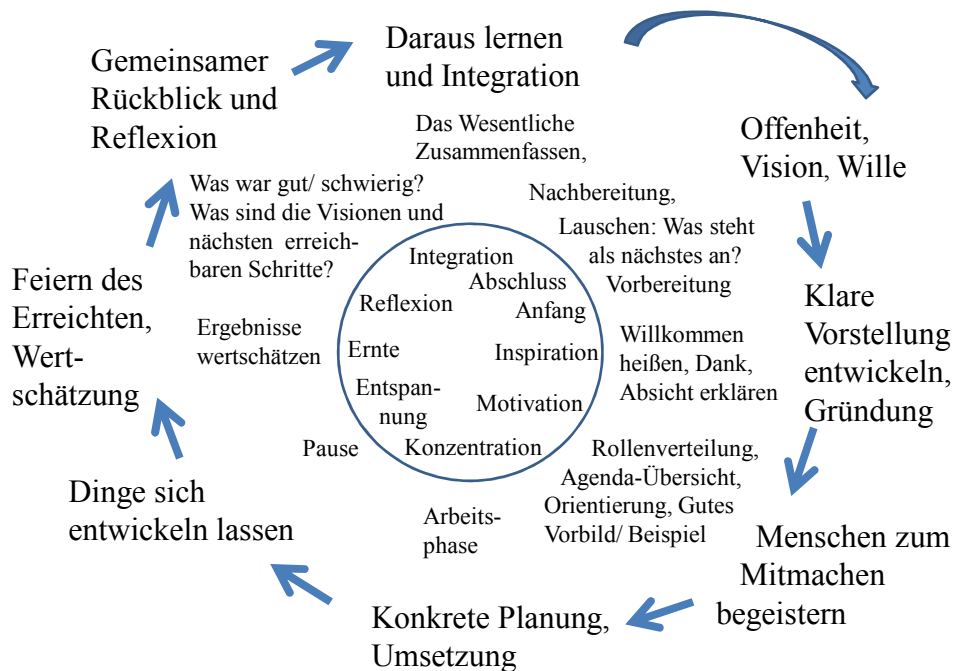 Daraus lernen
und Integration
Offenheit,
Vision, Wille
Klare
Vorstellung
entwickeln,
Gründung
Menschen zum
Mitmachen
begeistern
Konkrete Planung,
Umsetzung
Dinge sich
entwickeln lassen
Feiern des
Erreichten,
Wert-
schätzung
Gemeinsamer
Rückblick und
Reflexion
Das Wesentliche
Zusammenfassen,
Nachbereitung,
Lauschen: Was steht
als nächstes an?
Vorbereitung
Willkommen
heißen, Dank,
Absicht erklären
Rollenverteilung,
Agenda-Übersicht,
Orientierung, Gutes
Vorbild/ Beispiel
Arbeits-
phase
Pause
Ergebnisse
wertschätzen
Was war gut/ schwierig?
Was sind die Visionen und
nächsten erreich-
baren Schritte?
Integration
Abschluss
Anfang
Inspiration
Motivation
Konzentration
Entspan-
nung
Ernte
Reflexion